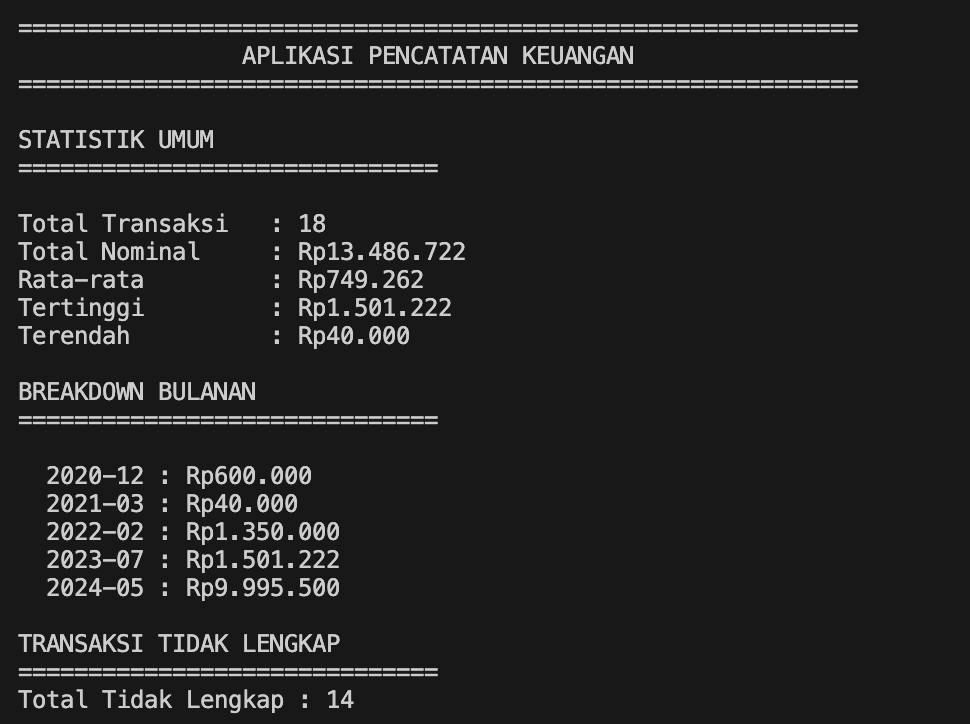 ============================================================
APLIKASI PENCATATAN KEUANGAN
============================================================
STATISTIK UMUM
==============================
Total Transaksi   : 18
Total Nominal     : Rp13.486.722
Rata-rata         : Rp749.262
Tertinggi         : Rp1.501.222
Terendah          : Rp40.000
BREAKDOWN BULANAN
==============================
2020-12 : Rp600.000
2021-03 : Rp40.000
2022-02 : Rp1.350.000
2023-07 : Rp1.501.222
2024-05 : Rp9.995.500
TRANSAKSI TIDAK LENGKAP
==============================
Total Tidak Lengkap : 14